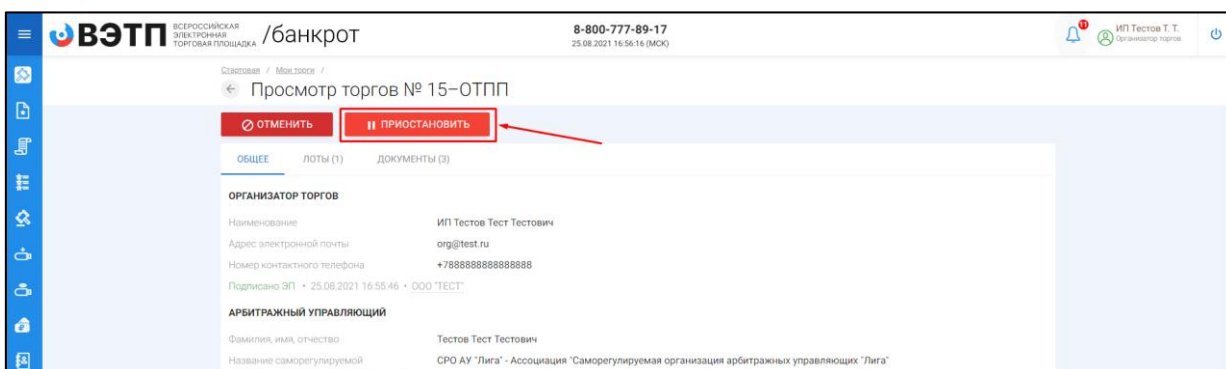 ВЭТП
ВСЕРОССИЙСКАЯ
ЭЛЕКТРОННАЯ
ТОРГОВАЯ ПЛОЩАДКА
/банкрот
8-800-777-89-17
25.08.2021 16:56:16 (МСК)
11
ИП Тестов Т. Т.
Организатор торгов
Стартовая / Мои торги /
Просмотр торгов № 15-ОТПП
ОТМЕНИТЬ
ПРИОСТАНОВИТЬ
ОБЩЕЕ ЛОТЫ (1) ДОКУМЕНТЫ (3)
ОРГАНИЗАТОР ТОРГОВ
Наименование ИП Тестов Тест Тестович
Адрес электронной почты org@test.ru
Номер контактного телефона +7888888888888888
Подписано ЭП • 25.08.2021 16:55:46 • ООО "ТЕСТ"
АРБИТРАЖНЫЙ УПРАВЛЯЮЩИЙ
Фамилия, имя, отчество Тестов Тест Тестович
Название саморегулируемой СРО АУ "Лига" - Ассоциация "Саморегулируемая организация арбитражных управляющих "Лига"